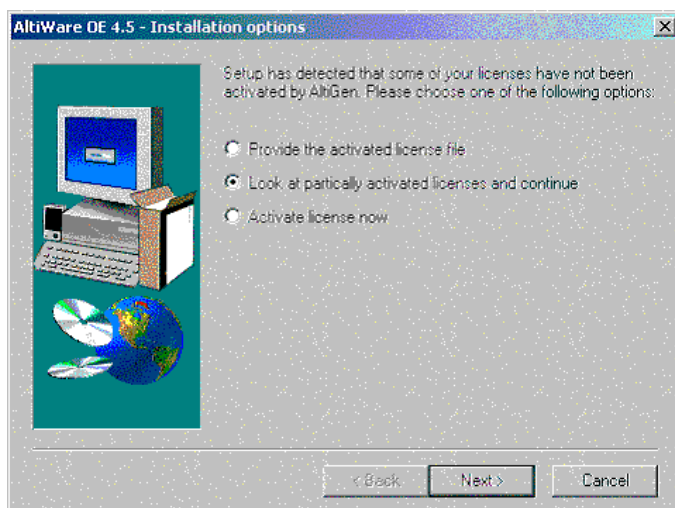 AltiWare OE 4.5 - Installation options
Setup has detected that some of your licenses have not been
activated by AltiGen. Please choose one of the following options:
Provide the activated license file
Look at partically activated licenses and continue
Activate license now
< Back
Next >
Cancel